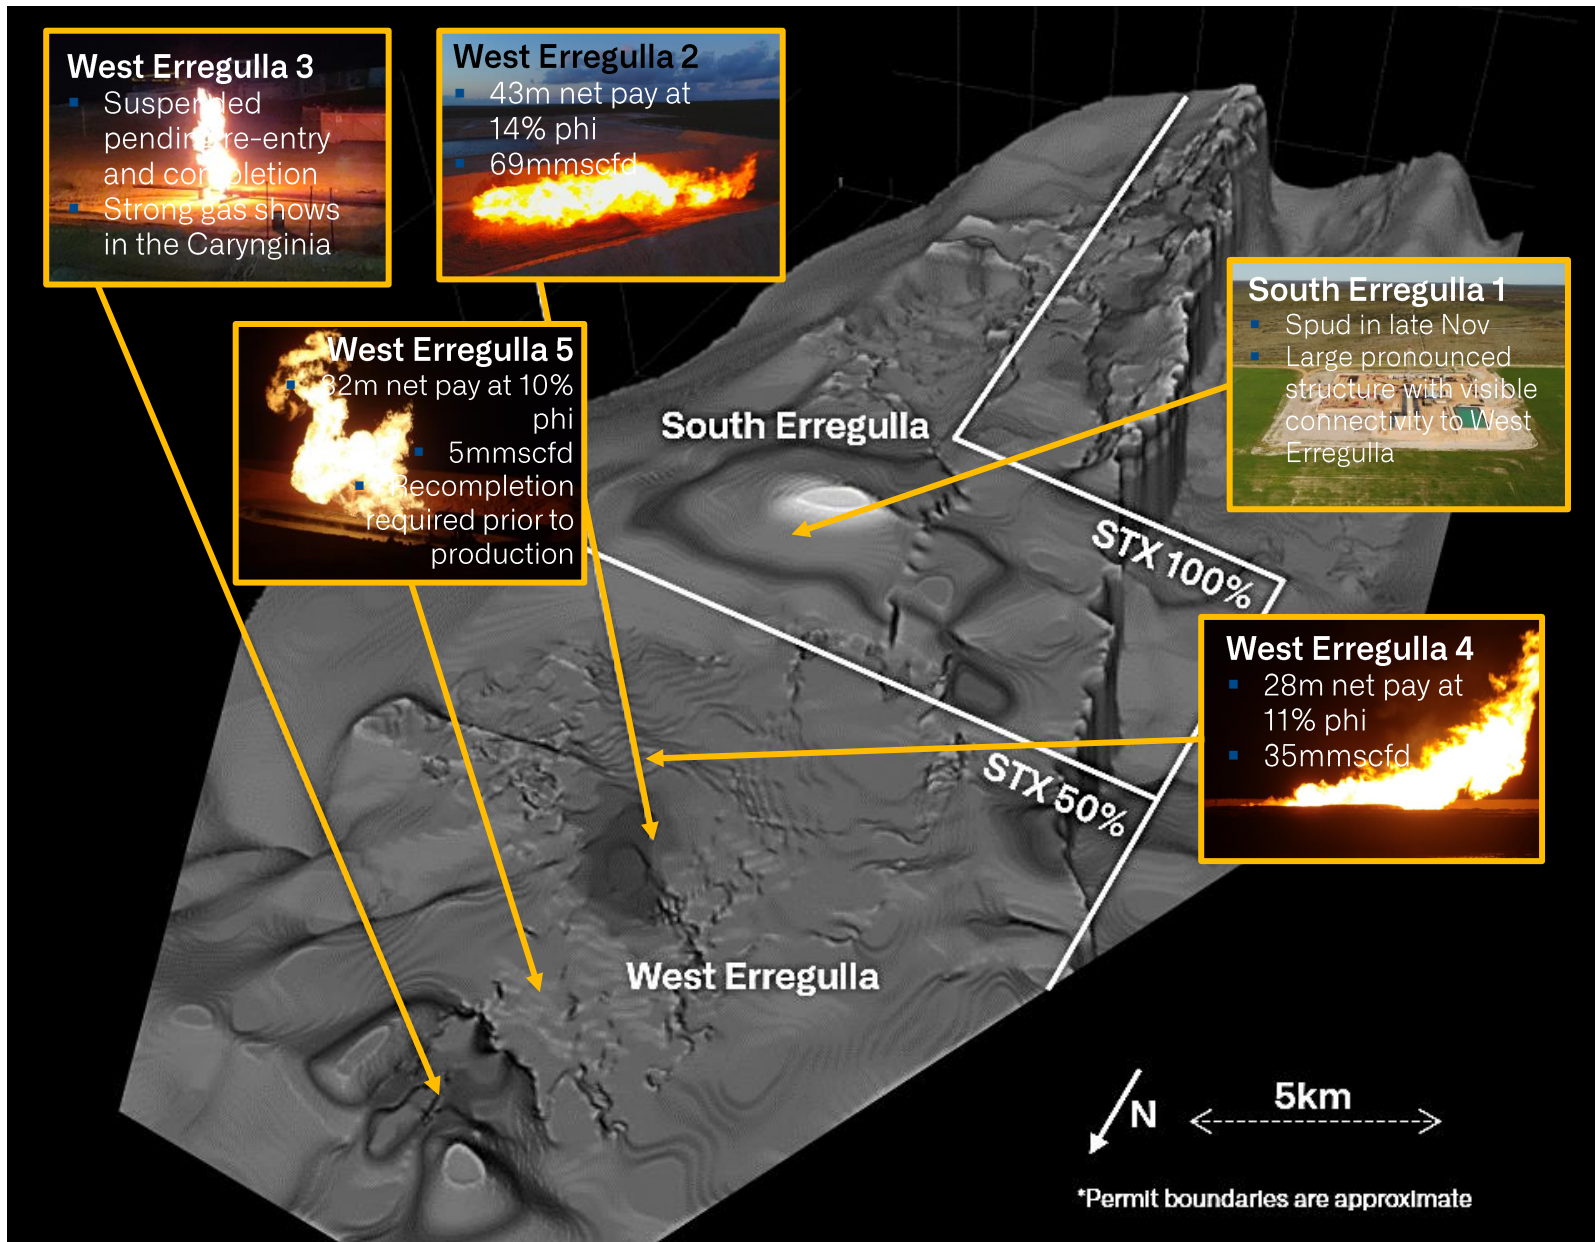 West Erregulla 3
Suspended
pending re-entry
and completion
Strong gas shows
in the Carynginia
West Erregulla 2
43m net pay at
14% phi
69mmscfd
West Erregulla 5
32m net pay at 10%
phi
5mmscfd
Recompletion
required prior to
production
South Erregulla 1
Spud in late Nov
Large pronounced
structure with visible
connectivity to West
Erregulla
South Erregulla
STX 100%
West Erregulla 4
28m net pay at
11% phi
35mmscfd
STX 50%
West Erregulla
N
5km
*Permit boundaries are approximate